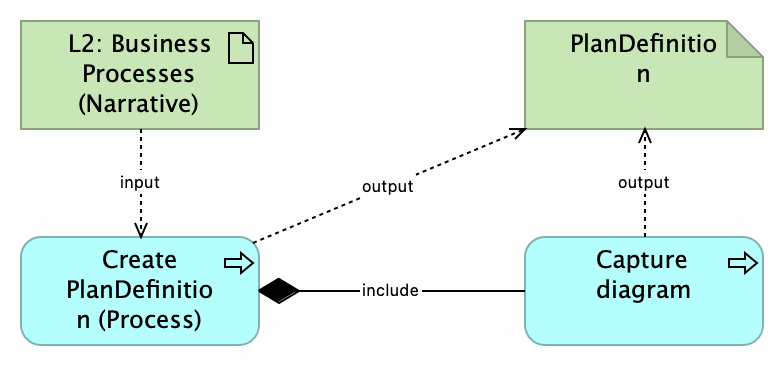 L2: Business
Processes
(Narrative)
PlanDefinitio
n
input
output
output
Create
PlanDefinitio
n (Process)
include
Capture
diagram